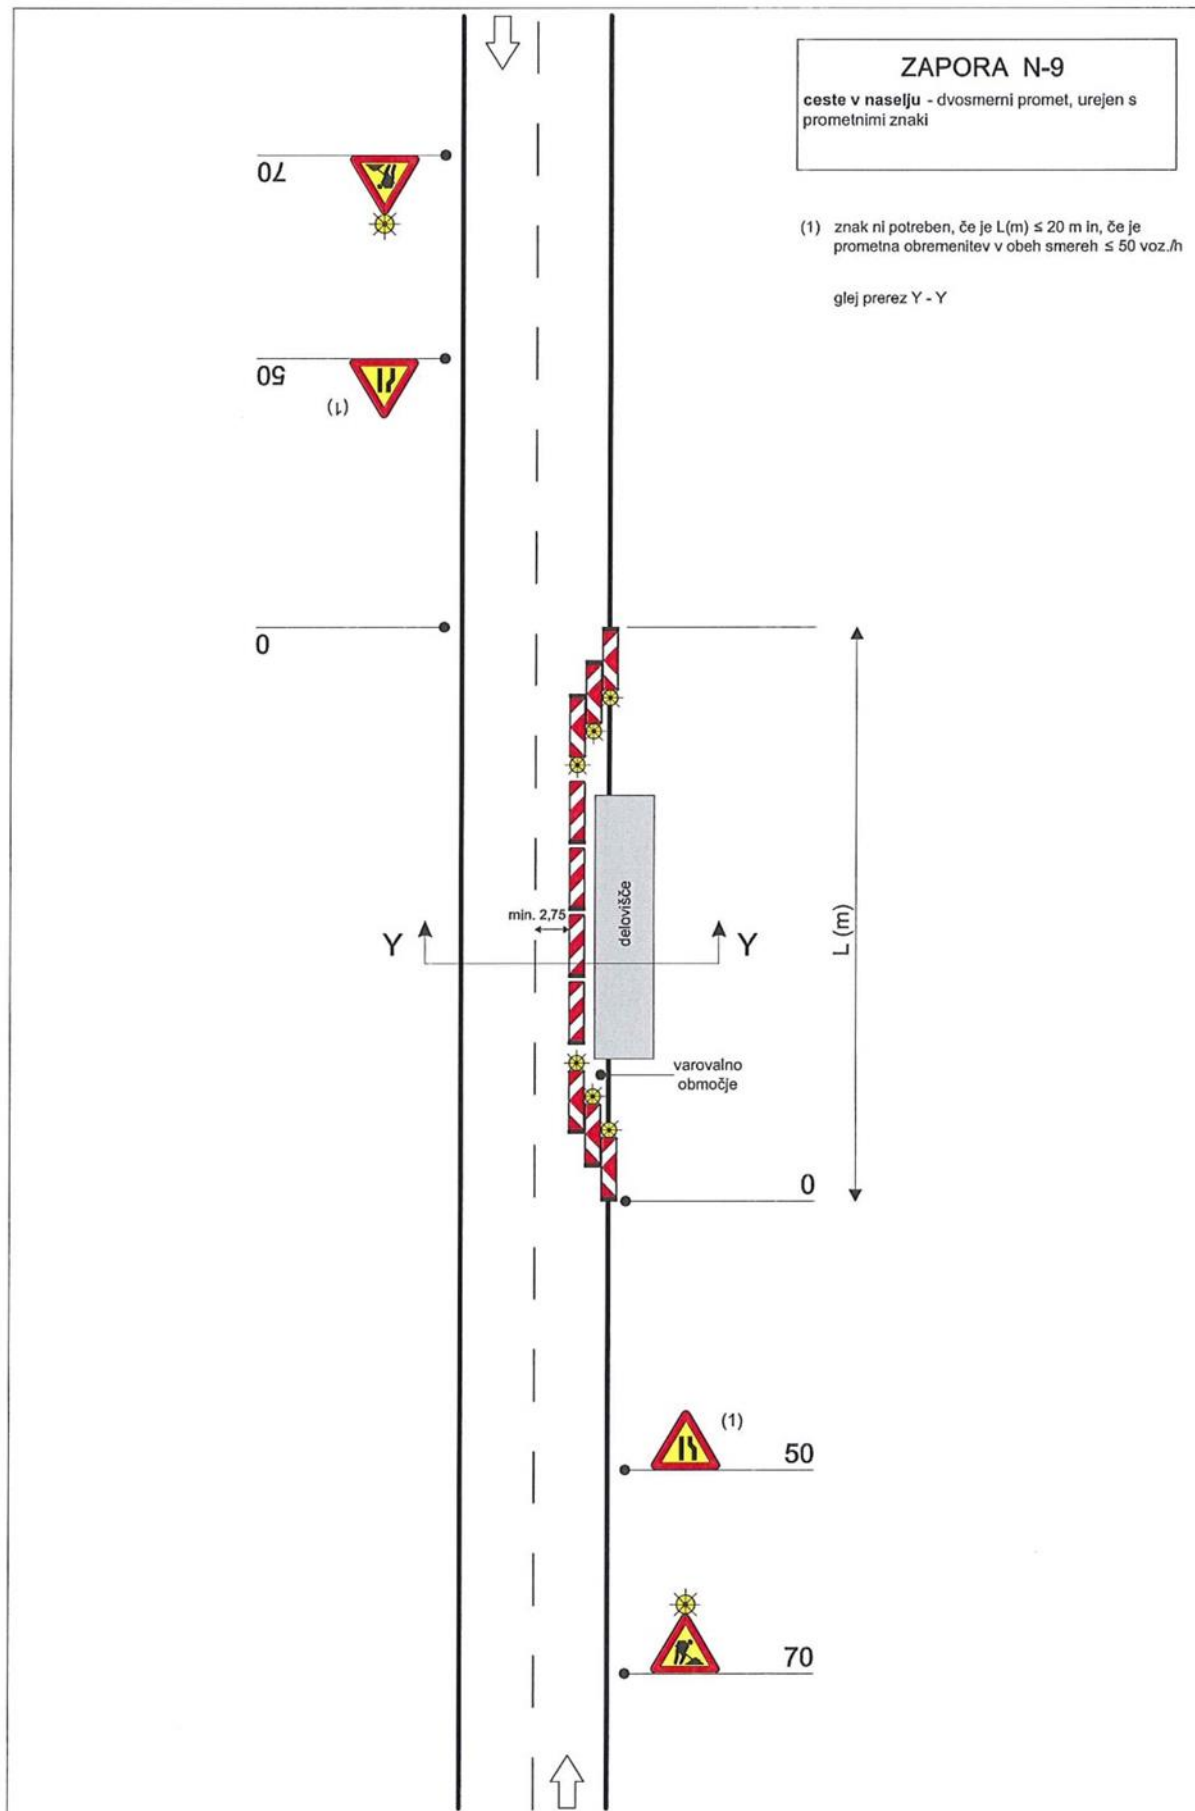 ZAPORA N-9
ceste v naselju - dvosmerni promet, urejen s
prometnimi znaki
(1) znak ni potreben, če je L(m) ≤ 20 m in, če je
prometna obremenitev v obeh smereh ≤ 50 voz./h
glej prerez Y - Y
70
50
(1)
0
min. 2,75
Y
Y
delovišče
L (m)
varovalno
območje
0
(1)
50
70